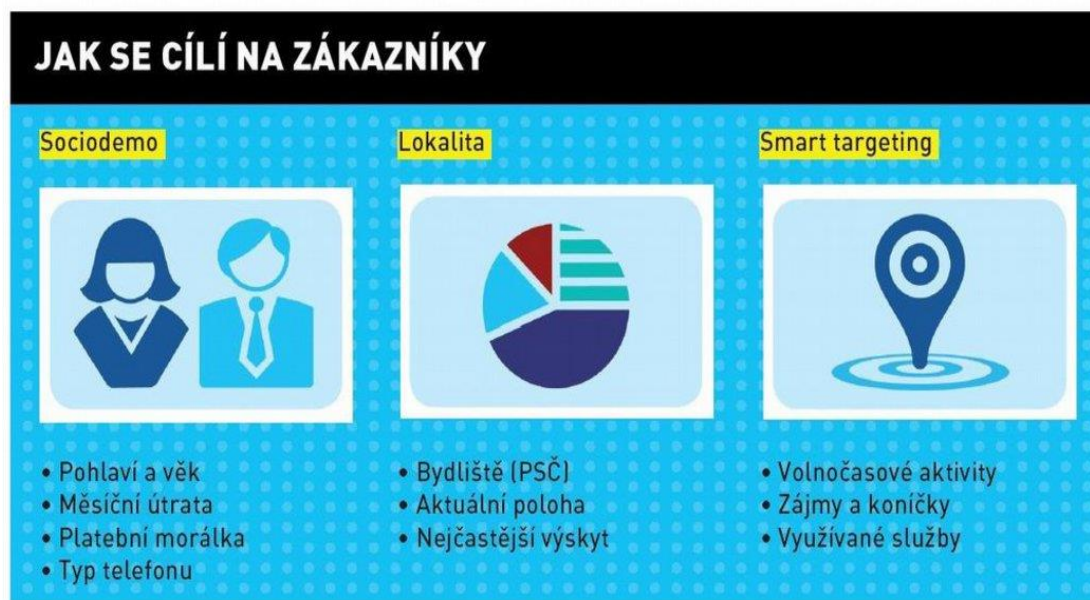 JAK SE CÍLÍ NA ZÁKAZNÍKY
Sociodemo
• Pohlaví a věk
• Měsíční útrata
• Platební morálka
• Typ telefonu
Lokalita
• Bydliště (PSČ)
• Aktuální poloha
• Nejčastější výskyt
Smart targeting
• Volnočasové aktivity
• Zájmy a koníčky
• Využívané služby